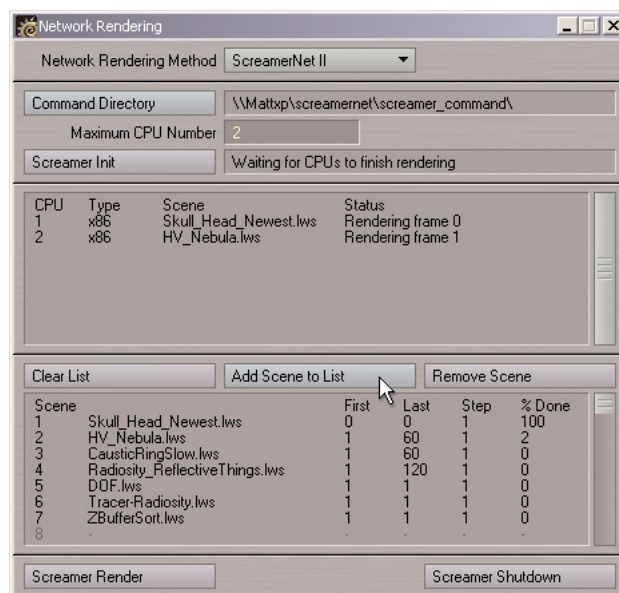 Network Rendering
Network Rendering Method ScreamerNet II
Command Directory \\Mattxp\screamernet\screamer_command\
Maximum CPU Number 2
Screamer Init Waiting for CPUs to finish rendering
CPU Type Scene Status
1 x86 Skull_Head_Newest.lws Rendering frame 0
2 x86 HV_Nebula.lws Rendering frame 1
Clear List Add Scene to List Remove Scene
Scene First Last Step % Done
1 Skull_Head_Newest.lws 0 0 1 100
2 HV_Nebula.lws 1 60 1 2
3 CausticRingSlow.lws 1 60 1 0
4 Radiosity_ReflectiveThings.lws 1 120 1 0
5 DOF.lws 1 1 1 0
6 Tracer-Radiosity.lws 1 1 1 0
7 ZBufferSort.lws 1 1 1 0
8 - - - - -
Screamer Render Screamer Shutdown